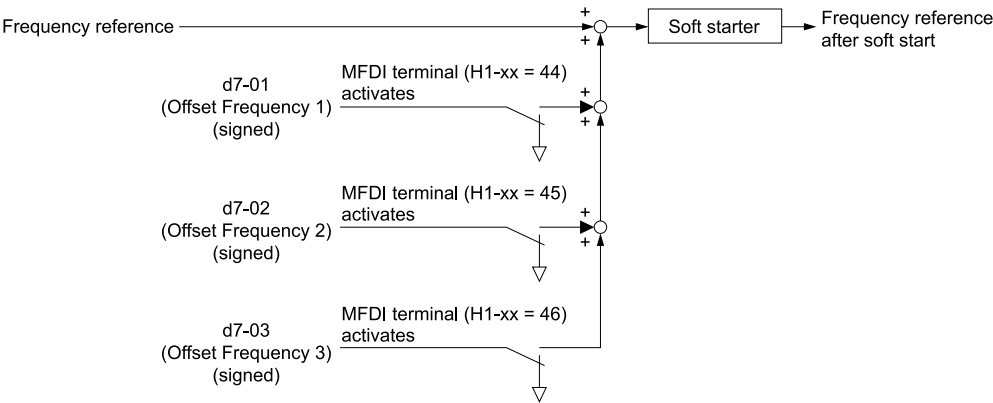 Frequency reference
+
+
Soft starter
Frequency reference
after soft start
d7-01
(Offset Frequency 1)
(signed)
MFDI terminal (H1-xx = 44)
activates
+
+
d7-02
(Offset Frequency 2)
(signed)
MFDI terminal (H1-xx = 45)
activates
+
+
d7-03
(Offset Frequency 3)
(signed)
MFDI terminal (H1-xx = 46)
activates